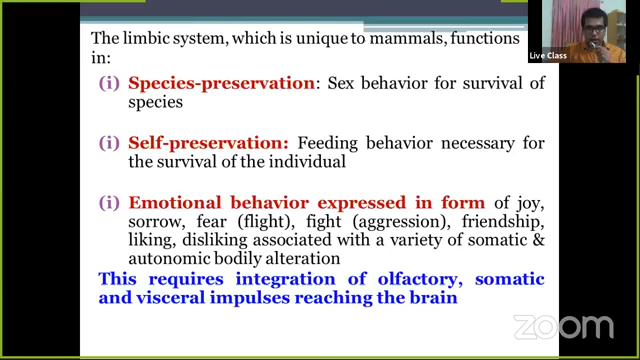 The limbic system, which is unique to mammals, functions
in:
(i) Species-preservation: Sex behavior for survival of
species
(i) Self-preservation: Feeding behavior necessary for
the survival of the individual
(i) Emotional behavior expressed in form of joy,
sorrow, fear (flight), fight (aggression), friendship,
liking, disliking associated with a variety of somatic &
autonomic bodily alteration
This requires integration of olfactory, somatic
and visceral impulses reaching the brain
Live Class
zoom